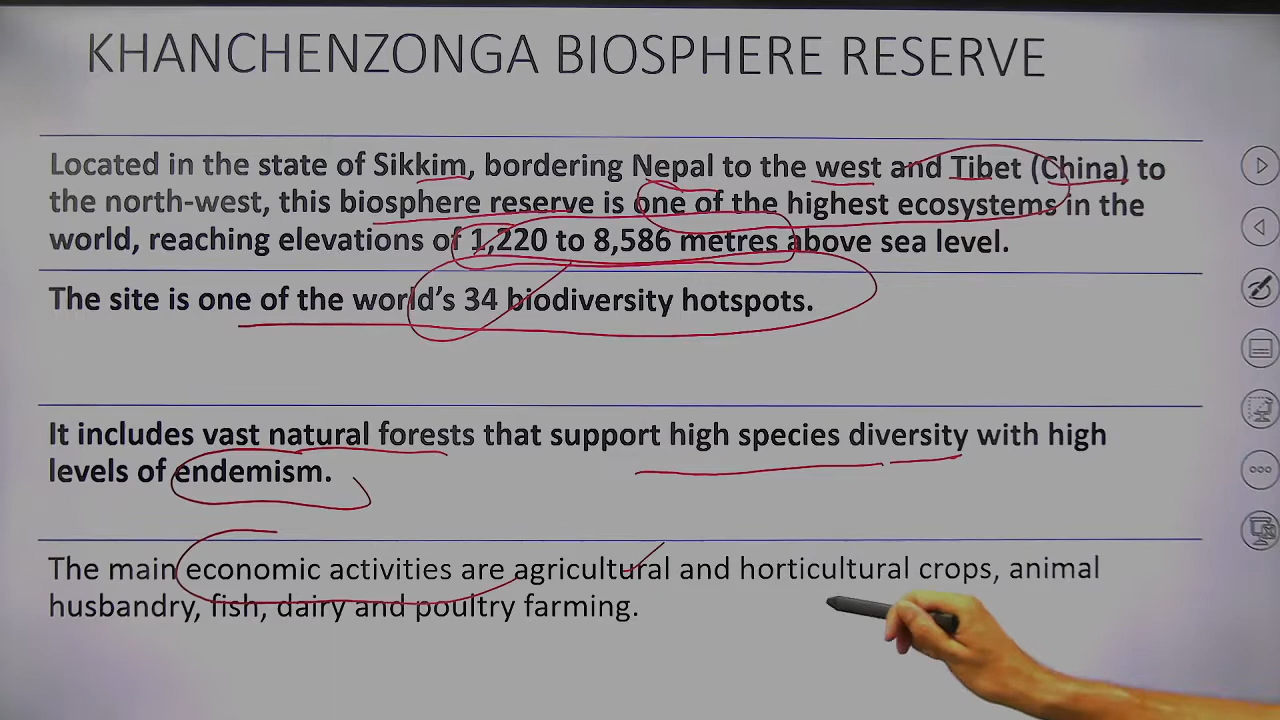 KHANCHENZONGA BIOSPHERE RESERVE
Located in the state of Sikkim, bordering Nepal to the west and Tibet (China) to
the north-west, this biosphere reserve is one of the highest ecosystems in the
world, reaching elevations of 1,220 to 8,586 metres above sea level.
The site is one of the world's 34 biodiversity hotspots.
It includes vast natural forests that support high species diversity with high
levels of endemism.
The main economic activities are agricultural and horticultural crops, animal
husbandry, fish, dairy and poultry farming.